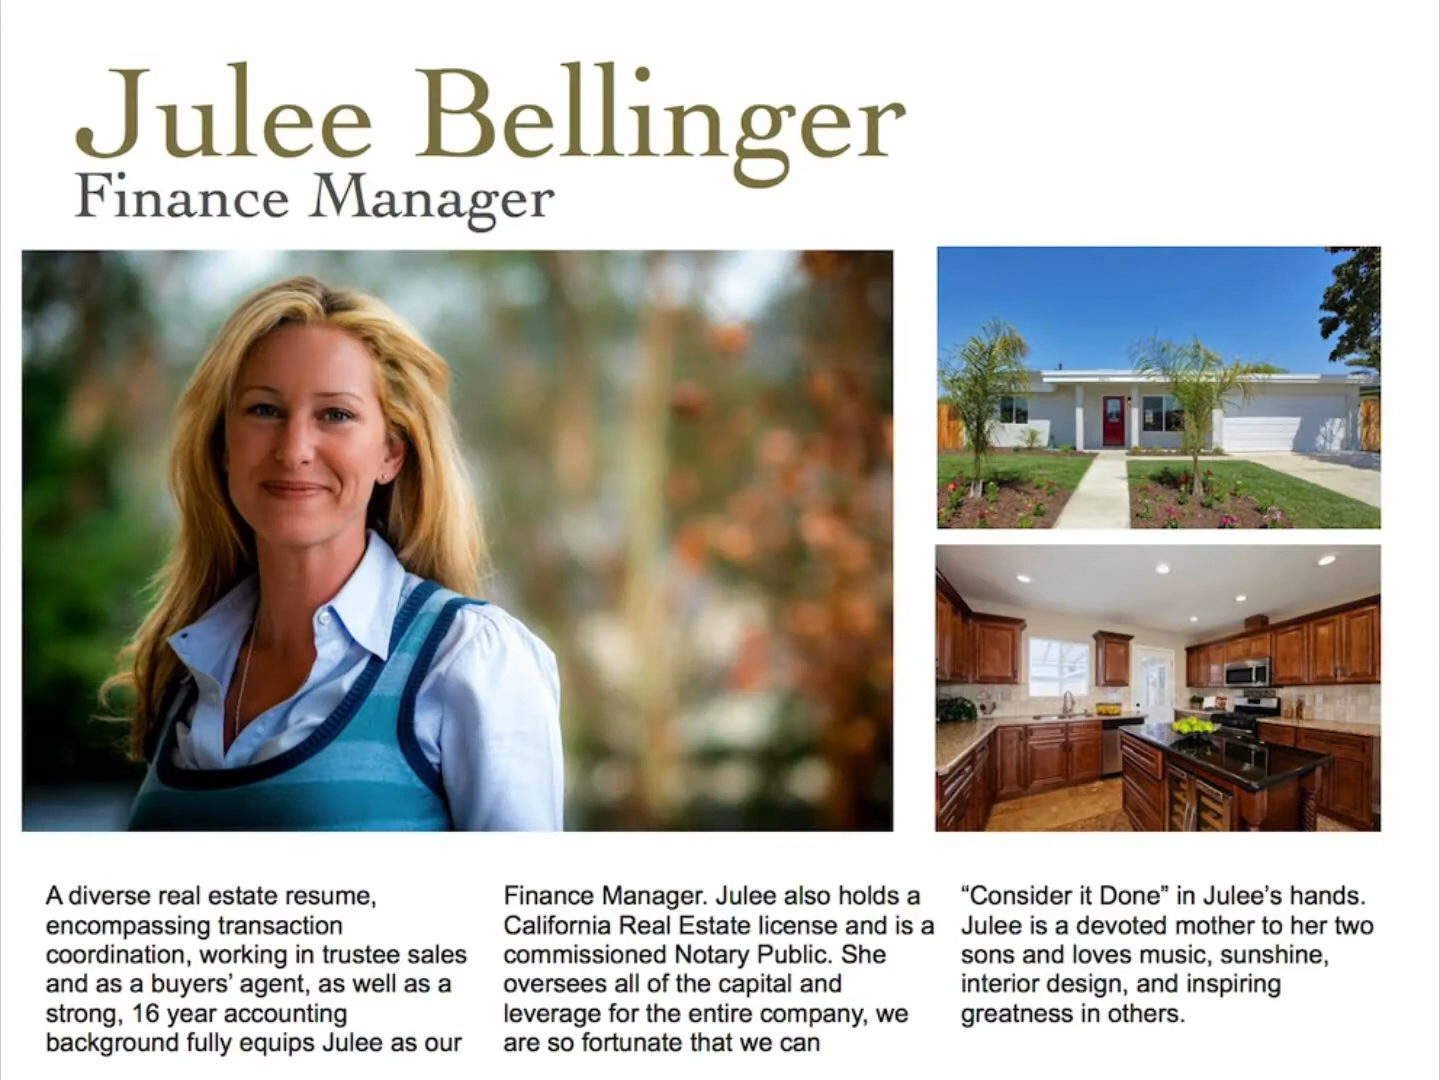 Julee Bellinger
Finance Manager
A diverse real estate resume,
encompassing transaction
coordination, working in trustee sales
and as a buyers’ agent, as well as a
strong, 16 year accounting
background fully equips Julee as our
Finance Manager. Julee also holds a
California Real Estate license and is a
commissioned Notary Public. She
oversees all of the capital and
leverage for the entire company, we
are so fortunate that we can
“Consider it Done” in Julee’s hands.
Julee is a devoted mother to her two
sons and loves music, sunshine,
interior design, and inspiring
greatness in others.